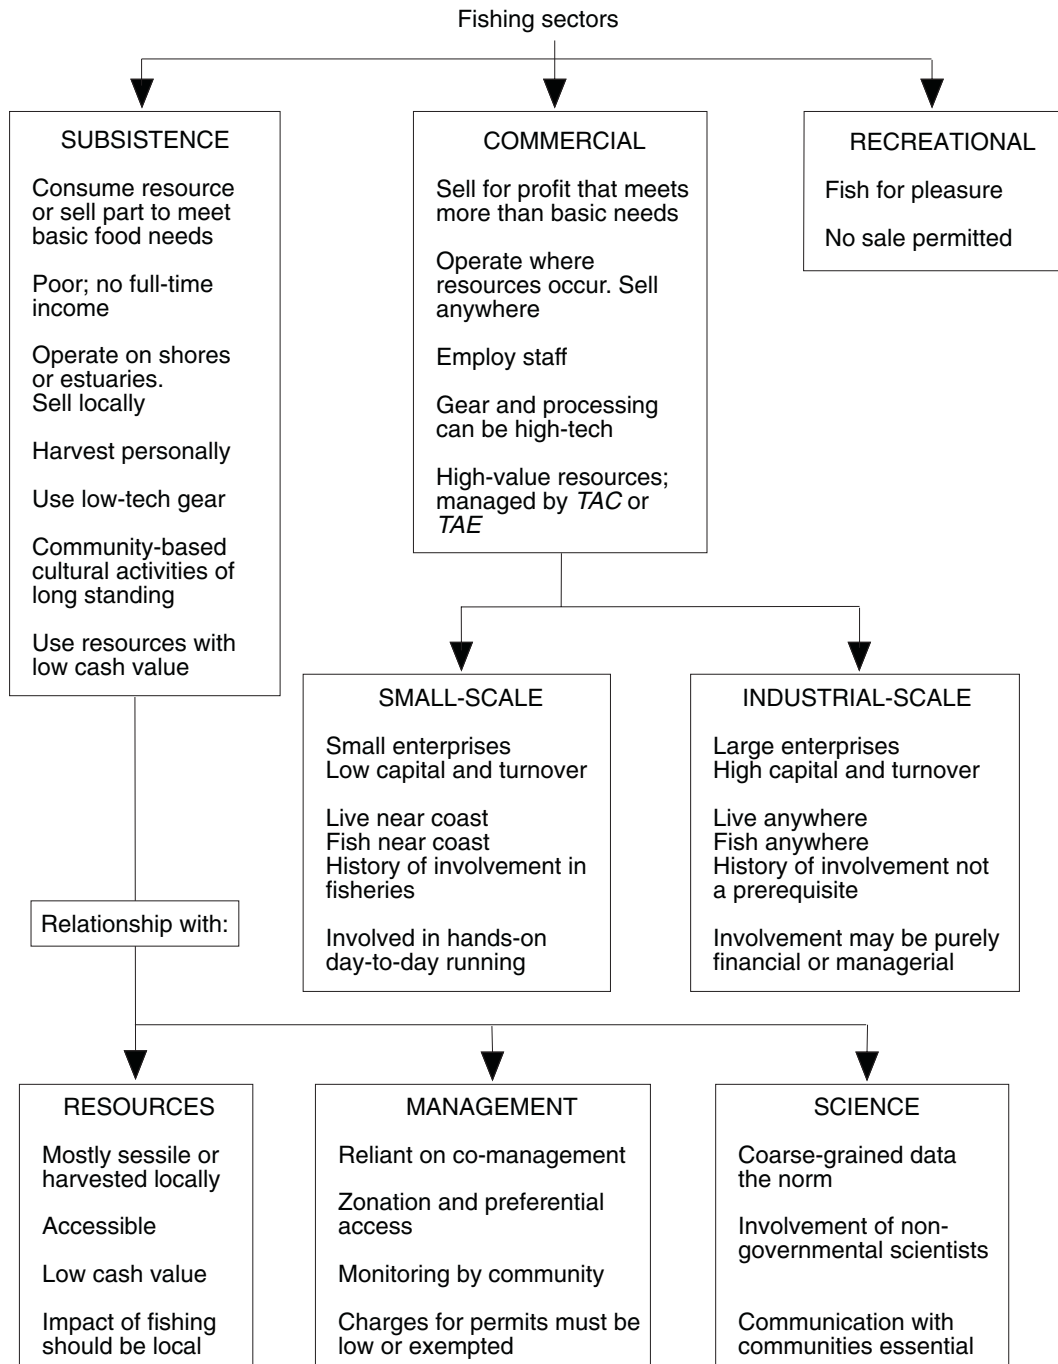 Fishing sectors
SUBSISTENCE
Consume resource
or sell part to meet
basic food needs
Poor; no full-time
income
Operate on shores
or estuaries.
Sell locally
Harvest personally
Use low-tech gear
Community-based
cultural activities of
long standing
Use resources with
low cash value
COMMERCIAL
Sell for profit that meets
more than basic needs
Operate where
resources occur. Sell
anywhere
Employ staff
Gear and processing
can be high-tech
High-value resources;
managed by TAC or
TAE
RECREATIONAL
Fish for pleasure
No sale permitted
SMALL-SCALE
Small enterprises
Low capital and turnover
Live near coast
Fish near coast
History of involvement in
fisheries
Involved in hands-on
day-to-day running
INDUSTRIAL-SCALE
Large enterprises
High capital and turnover
Live anywhere
Fish anywhere
History of involvement not
a prerequisite
Involvement may be purely
financial or managerial
Relationship with:
RESOURCES
Mostly sessile or
harvested locally
Accessible
Low cash value
Impact of fishing
should be local
MANAGEMENT
Reliant on co-management
Zonation and preferential
access
Monitoring by community
Charges for permits must be
low or exempted
SCIENCE
Coarse-grained data
the norm
Involvement of non-
governmental scientists
Communication with
communities essential